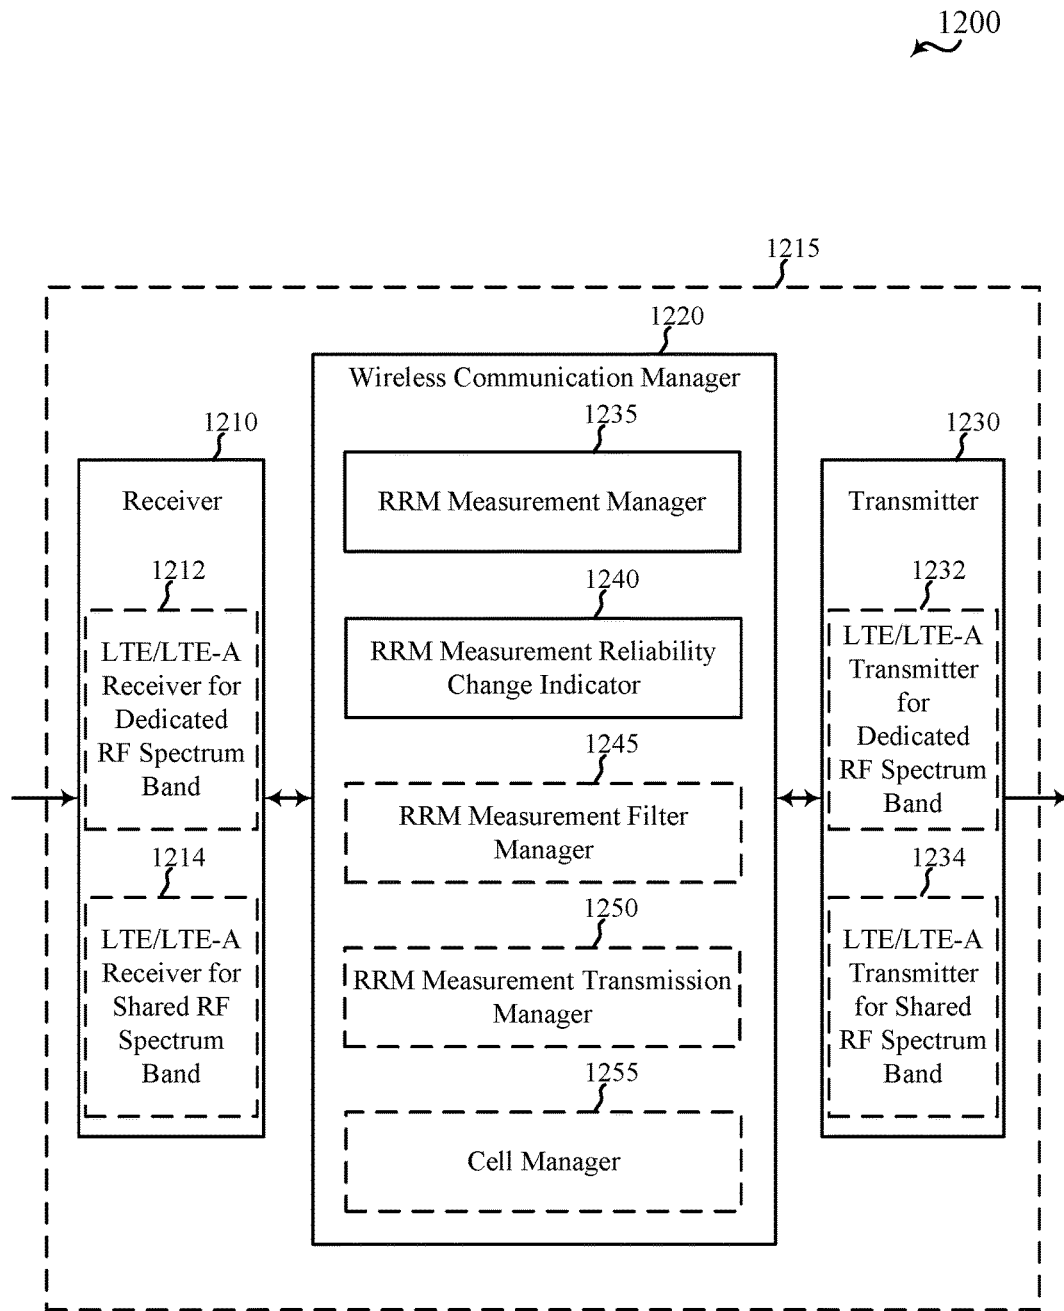 1200
1215
1220
Wireless Communication Manager
1235
RRM Measurement Manager
1240
RRM Measurement Reliability
Change Indicator
1245
RRM Measurement Filter
Manager
1250
RRM Measurement Transmission
Manager
1255
Cell Manager
1210
Receiver
1212
LTE/LTE-A
Receiver for
Dedicated
RF Spectrum
Band
1214
LTE/LTE-A
Receiver for
Shared RF
Spectrum
Band
1230
Transmitter
1232
LTE/LTE-A
Transmitter
for
Dedicated
RF Spectrum
Band
1234
LTE/LTE-A
Transmitter
for Shared
RF Spectrum
Band